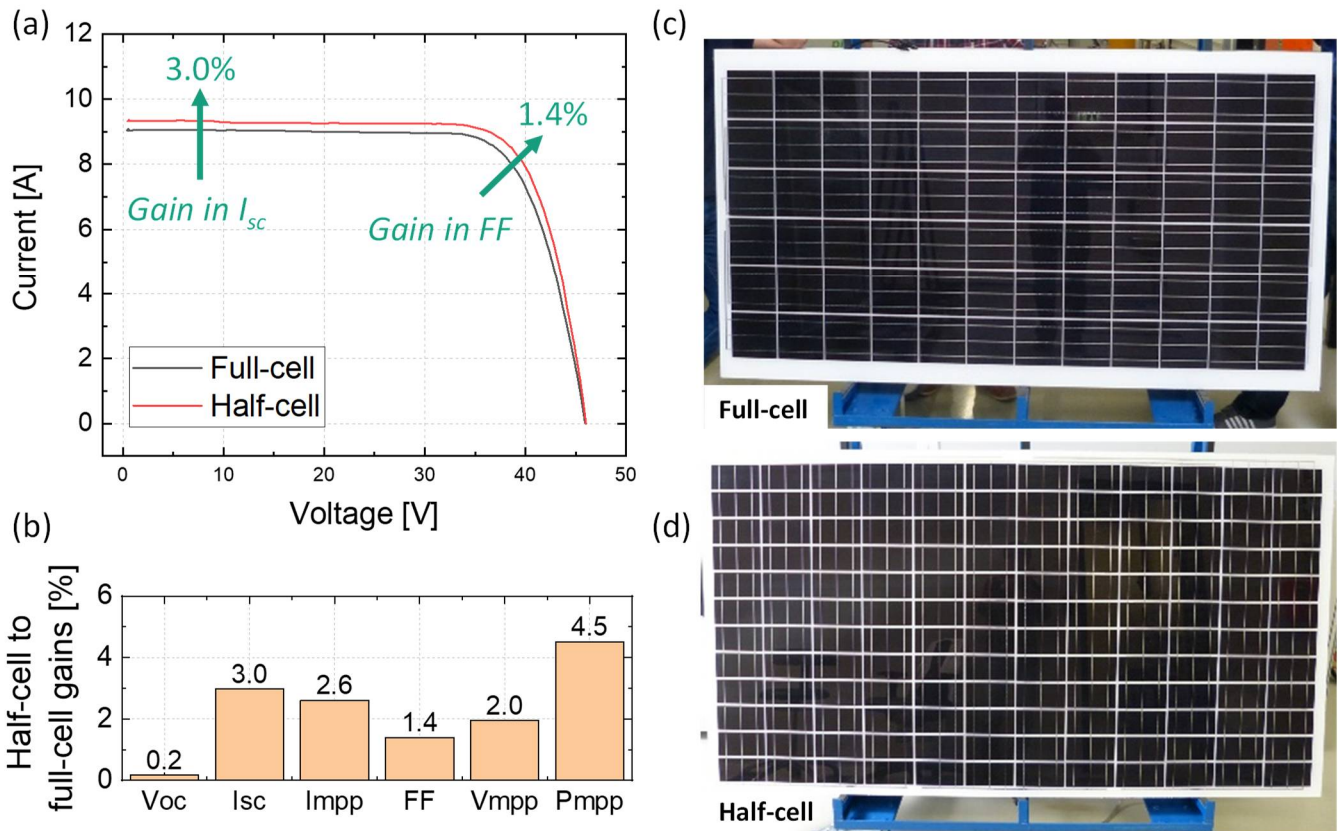 (a)
12
10
8
6
4
2
0
Current [A]
3.0%
Gain in Isc
1.4%
Gain in FF
Full-cell
Half-cell
0
10
20
30
40
50
Voltage [V]
(b)
Half-cell to
full-cell gains [%]
6
4
2
0
0.2
3.0
2.6
1.4
2.0
4.5
Voc
Isc
Impp
FF
Vmpp
Pmpp
(c)
Full-cell
(d)
Half-cell